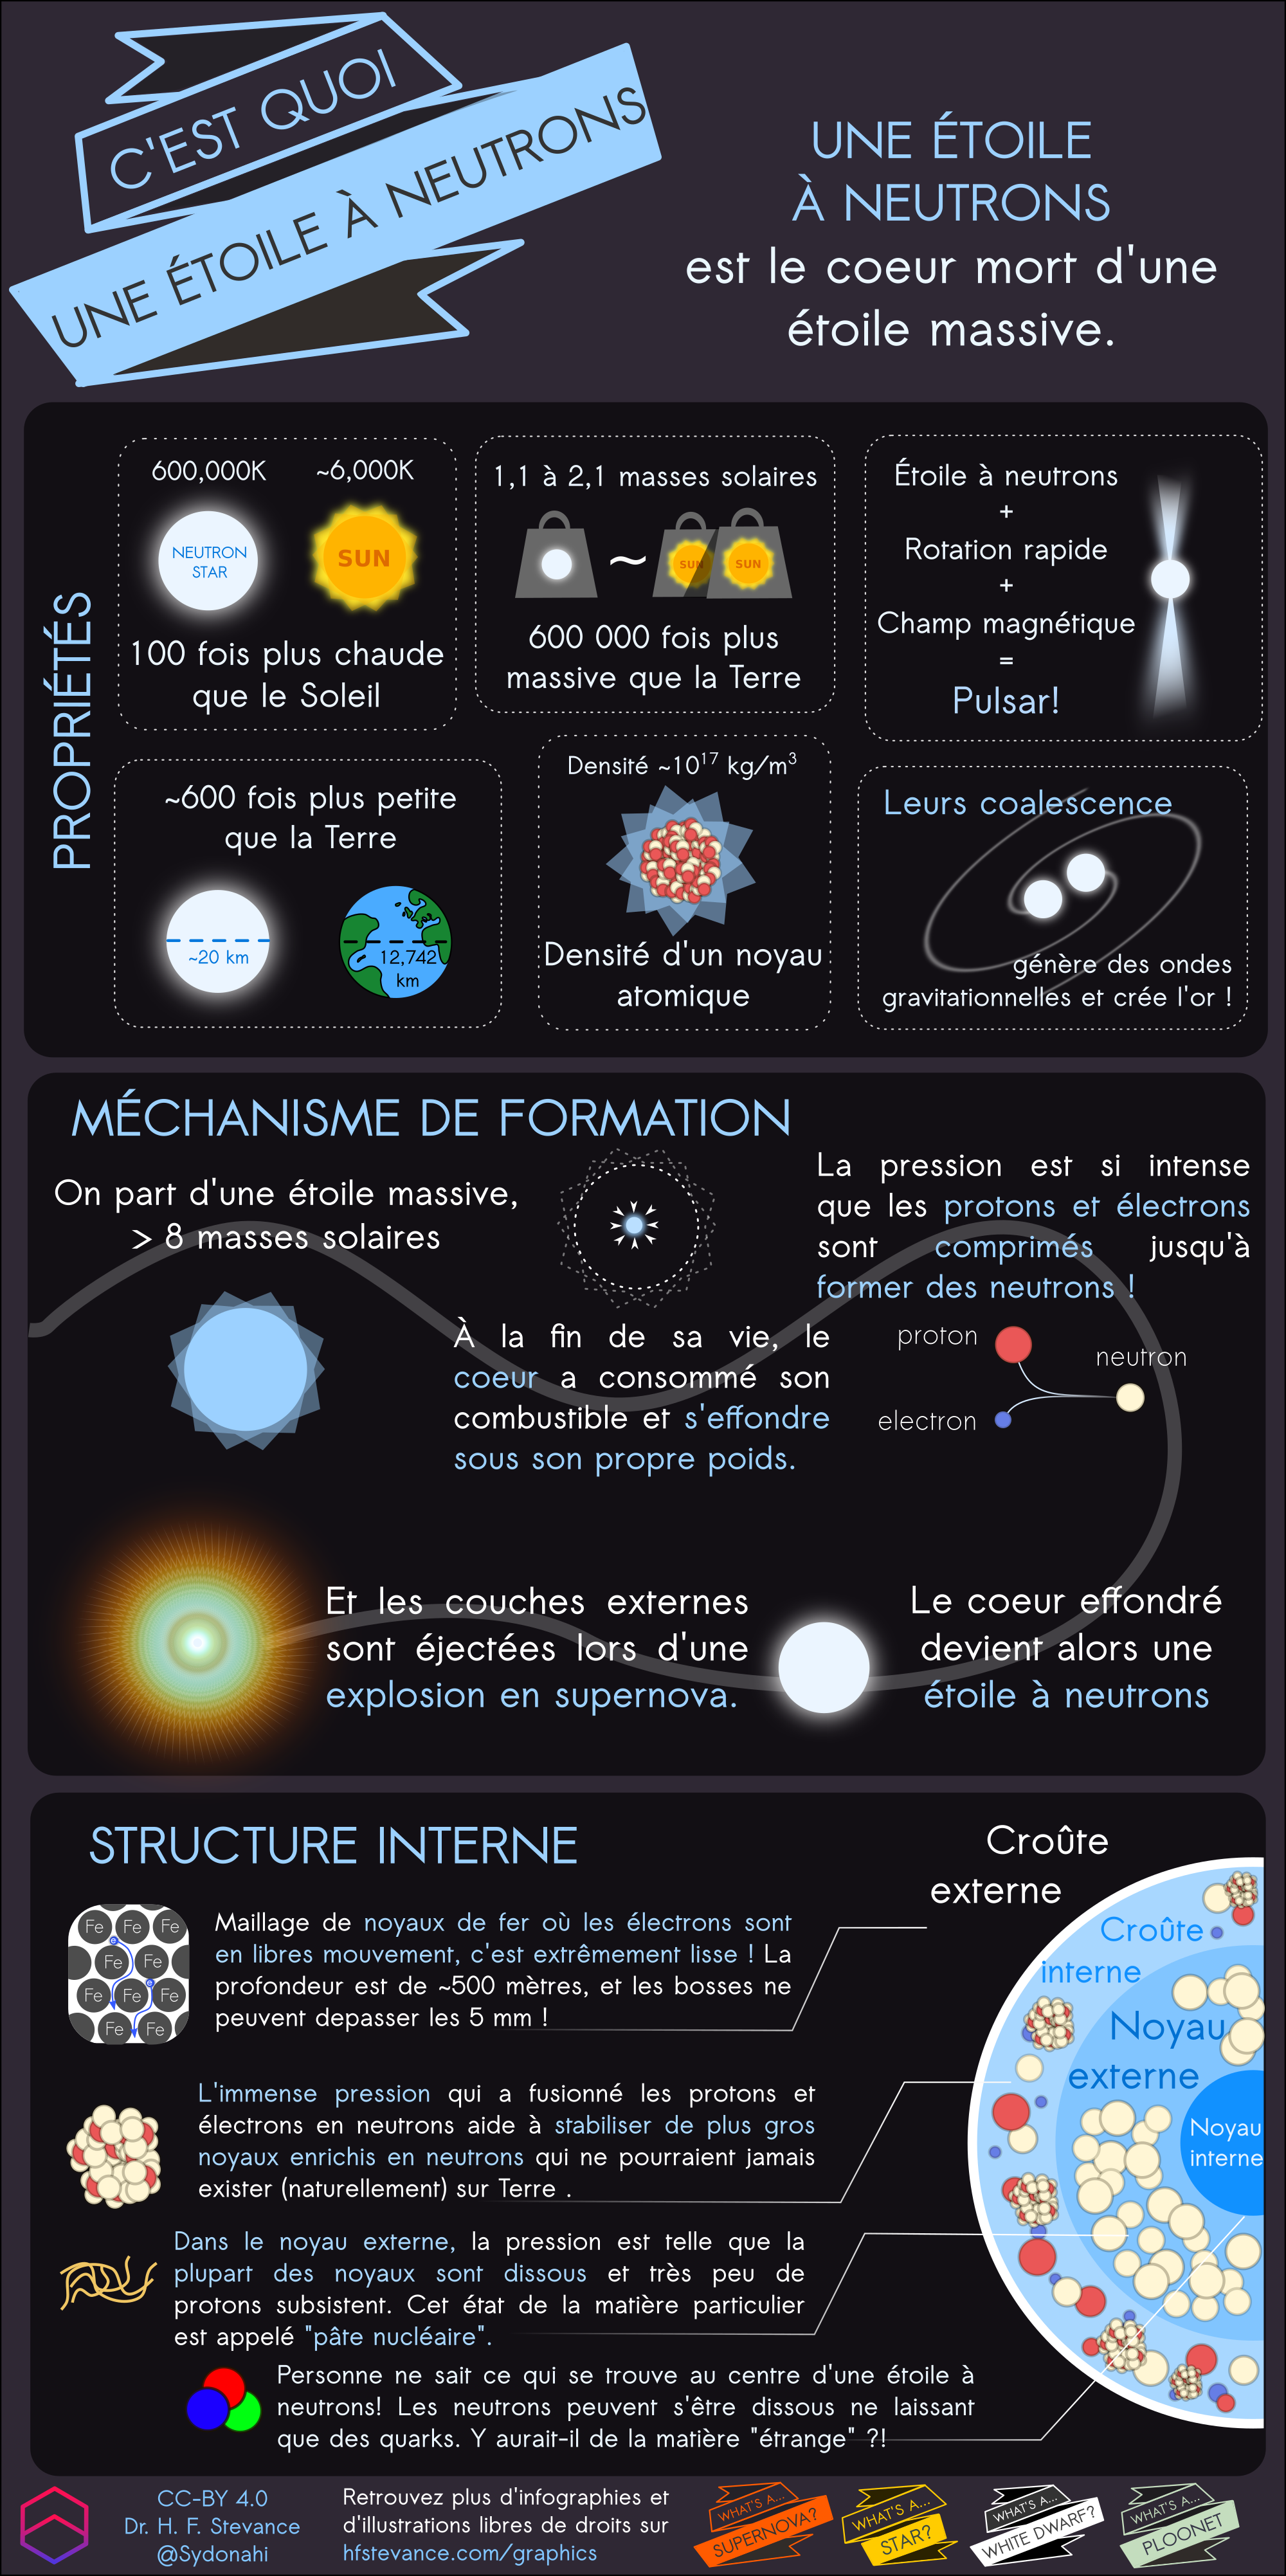 C'EST QUOI
UNE ÉTOILE À NEUTRONS
UNE ÉTOILE
À NEUTRONS
est le coeur mort d'une
étoile massive.
PROPRIÉTÉS
600,000K
~6,000K
NEUTRON
STAR
SUN
100 fois plus chaude
que le Soleil
1,1 à 2,1 masses solaires
~
SUN
SUN
600 000 fois plus
massive que la Terre
Étoile à neutrons
+
Rotation rapide
+
Champ magnétique
=
Pulsar!
~600 fois plus petite
que la Terre
~20 km
12,742
km
Densité ~10¹⁷ kg/m³
Densité d'un noyau
atomique
Leurs coalescence
génère des ondes
gravitationnelles et crée l'or !
MÉCHANISME DE FORMATION
On part d'une étoile massive,
> 8 masses solaires
À la fin de sa vie, le
coeur a consommé son
combustible et s'effondre
sous son propre poids.
La pression est si intense
que les protons et électrons
sont comprimés jusqu'à
former des neutrons !
proton
neutron
electron
Et les couches externes
sont éjectées lors d'une
explosion en supernova.
Le coeur effondré
devient alors une
étoile à neutrons
STRUCTURE INTERNE
Croûte
externe
Croûte
interne
Noyau
externe
Noyau
interne
Fe Fe Fe
e
Fe Fe
e
Fe Fe Fe
Fe Fe
Maillage de noyaux de fer où les électrons sont
en libres mouvement, c'est extrêmement lisse ! La
profondeur est de ~500 mètres, et les bosses ne
peuvent depasser les 5 mm !
L'immense pression qui a fusionné les protons et
électrons en neutrons aide à stabiliser de plus gros
noyaux enrichis en neutrons qui ne pourraient jamais
exister (naturellement) sur Terre .
Dans le noyau externe, la pression est telle que la
plupart des noyaux sont dissous et très peu de
protons subsistent. Cet état de la matière particulier
est appelé "pâte nucléaire".
Personne ne sait ce qui se trouve au centre d'une étoile à
neutrons! Les neutrons peuvent s'être dissous ne laissant
que des quarks. Y aurait-il de la matière "étrange" ?!
CC-BY 4.0
Dr. H. F. Stevance
@Sydonahi
Retrouvez plus d'infographies et
d'illustrations libres de droits sur
hfstevance.com/graphics
WHAT'S A...
SUPERNOVA?
WHAT'S A...
STAR?
WHAT'S A...
WHITE DWARF?
WHAT'S A...
PLOONET